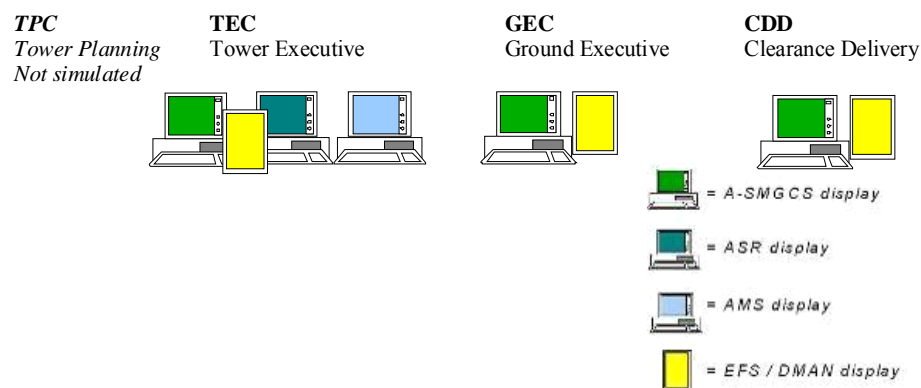 TPC
Tower Planning
Not simulated
TEC
Tower Executive
GEC
Ground Executive
CDD
Clearance Delivery
= A-SMGCS display
= ASR display
= AMS display
= EFS / DMAN display